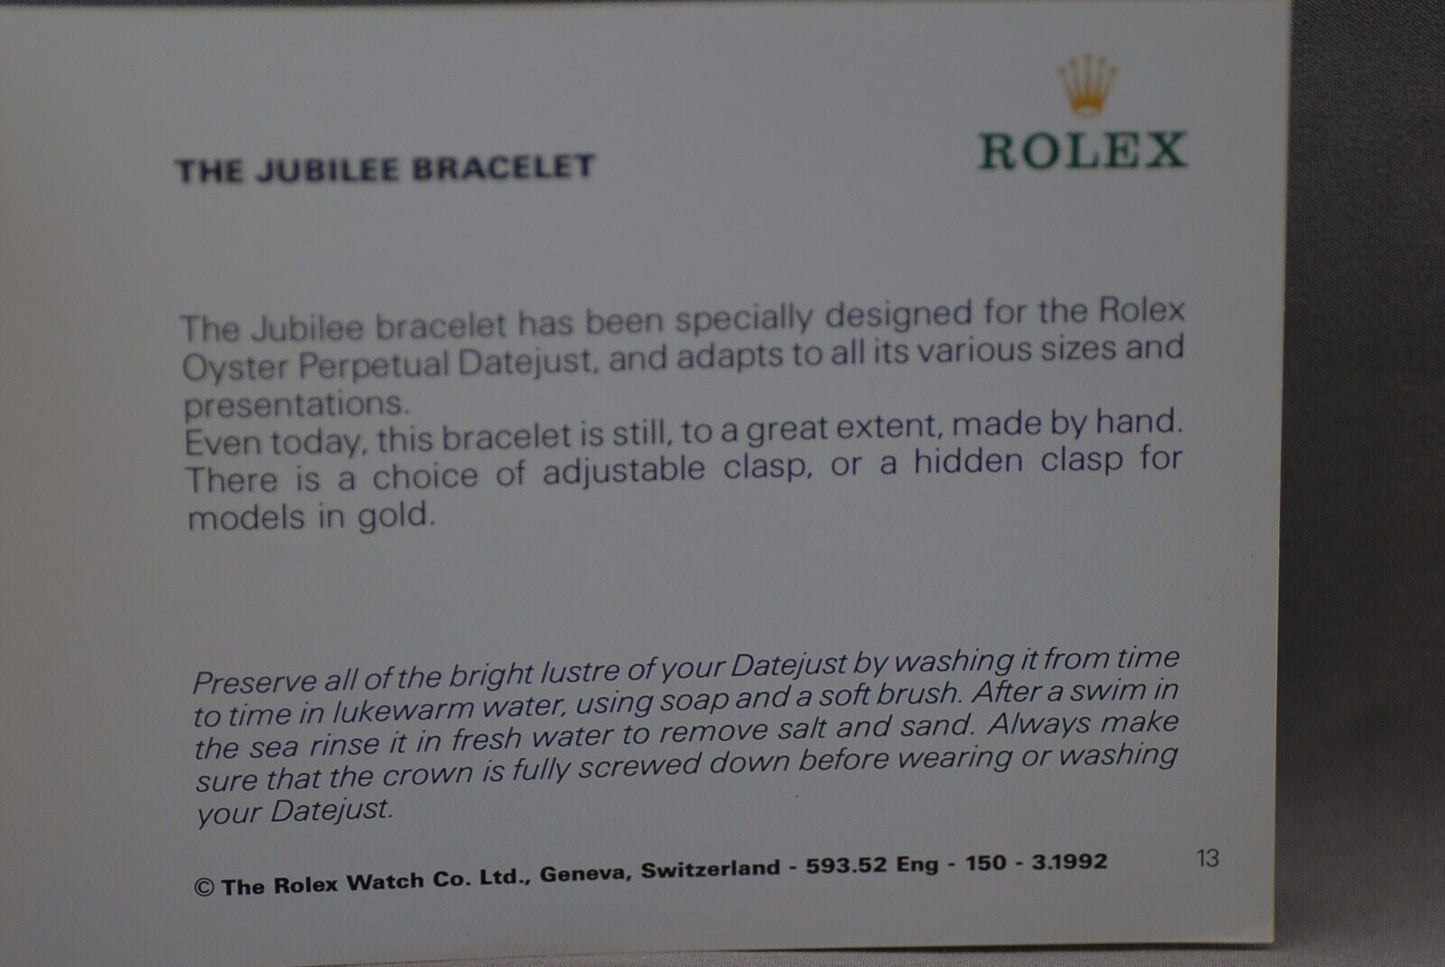 ROLEX
THE JUBILEE BRACELET
The Jubilee bracelet has been specially designed for the Rolex
Oyster Perpetual Datejust, and adapts to all its various sizes and
presentations.
Even today, this bracelet is still, to a great extent, made by hand.
There is a choice of adjustable clasp, or a hidden clasp for
models in gold.
Preserve all of the bright lustre of your Datejust by washing it from time
to time in lukewarm water, using soap and a soft brush. After a swim in
the sea rinse it in fresh water to remove salt and sand. Always make
sure that the crown is fully screwed down before wearing or washing
your Datejust.
© The Rolex Watch Co. Ltd., Geneva, Switzerland - 593.52 Eng - 150 - 3.1992
13